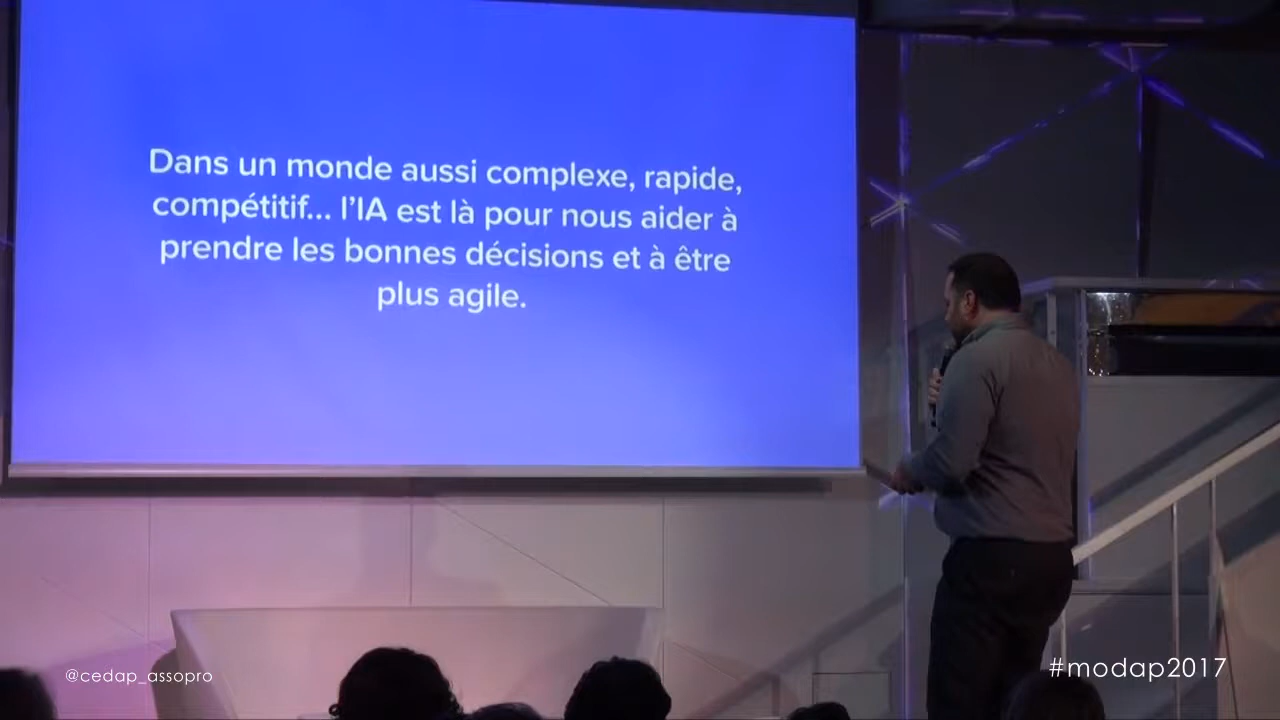 Dans un monde aussi complexe, rapide,
compétitif... l'IA est là pour nous aider à
prendre les bonnes décisions et à être
plus agile.
@cedap_assopro
#modap2017